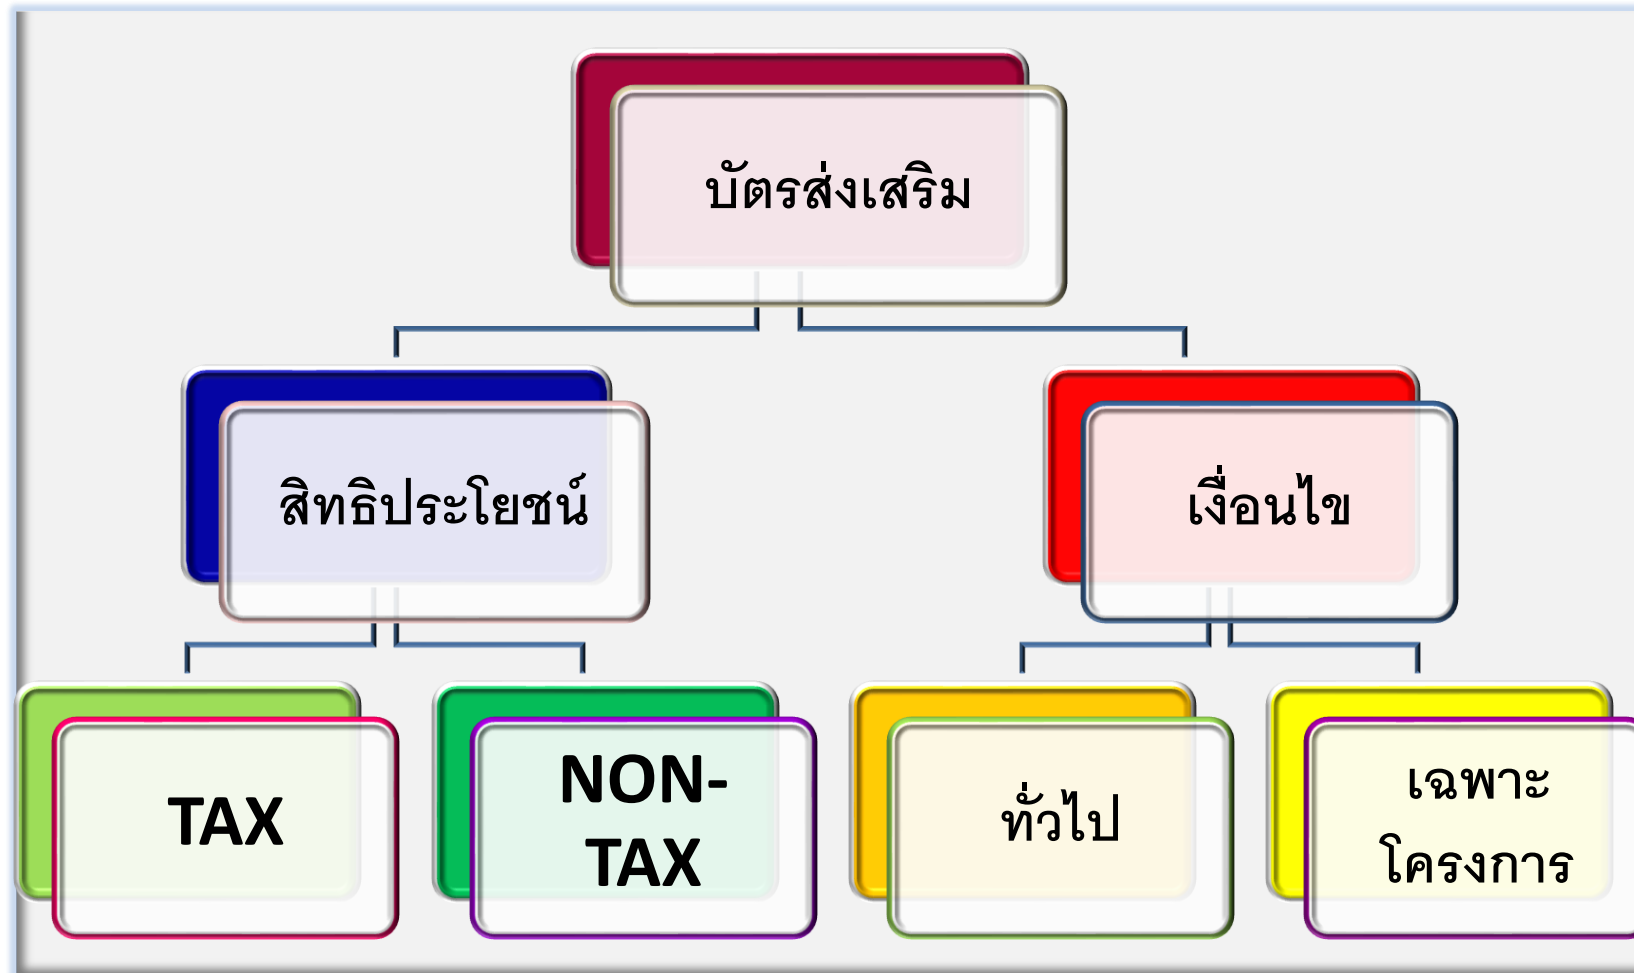 บัตรส่งเสริม
สิทธิประโยชน์
เงื่อนไข
TAX
NON-
TAX
ทั่วไป
เฉพาะ
โครงการ